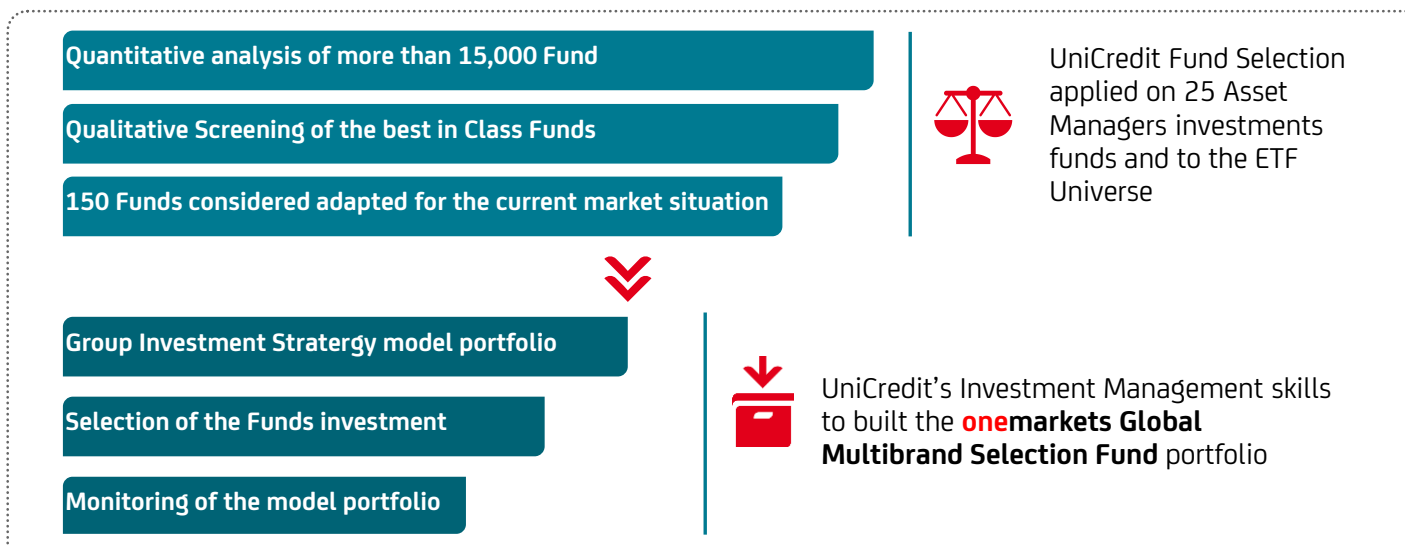 Quantitative analysis of more than 15,000 Fund
Qualitative Screening of the best in Class Funds
150 Funds considered adapted for the current market situation
UniCredit Fund Selection
applied on 25 Asset
Managers investments
funds and to the ETF
Universe
Group Investment Stratergy model portfolio
Selection of the Funds investment
Monitoring of the model portfolio
UniCredit’s Investment Management skills
to built the onemarkets Global
Multibrand Selection Fund portfolio